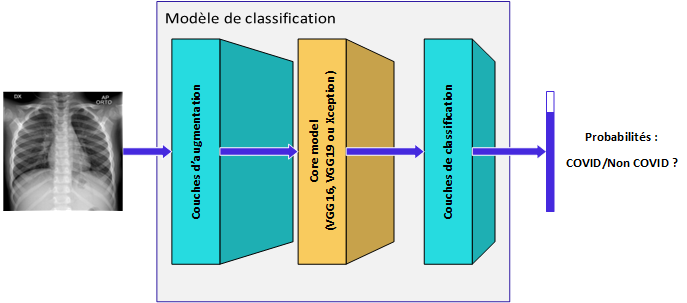 Modèle de classification
DX
AP
ORTO
Couches d'augmentation
Core model
(VGG16, VGG19 ou Xception)
Couches de classification
Probabilités :
COVID/Non COVID ?